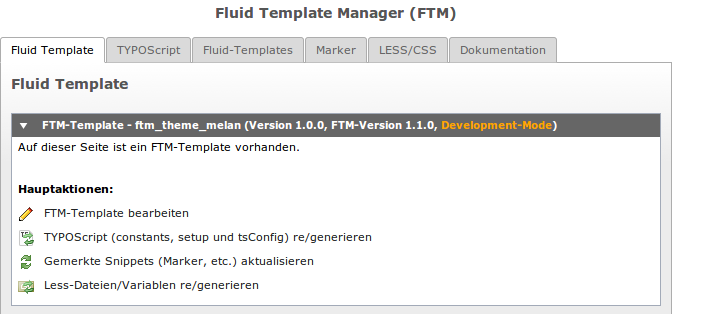 Fluid Template Manager (FTM)
Fluid Template TYPOScript Fluid-Templates Marker LESS/CSS Dokumentation
Fluid Template
FTM-Template - ftm_theme_melan (Version 1.0.0, FTM-Version 1.1.0, Development-Mode)
Auf dieser Seite ist ein FTM-Template vorhanden.
Hauptaktionen:
FTM-Template bearbeiten
TYPOScript (constants, setup und tsConfig) re/generieren
Gemerkte Snippets (Marker, etc.) aktualisieren
Less-Dateien/Variablen re/generieren